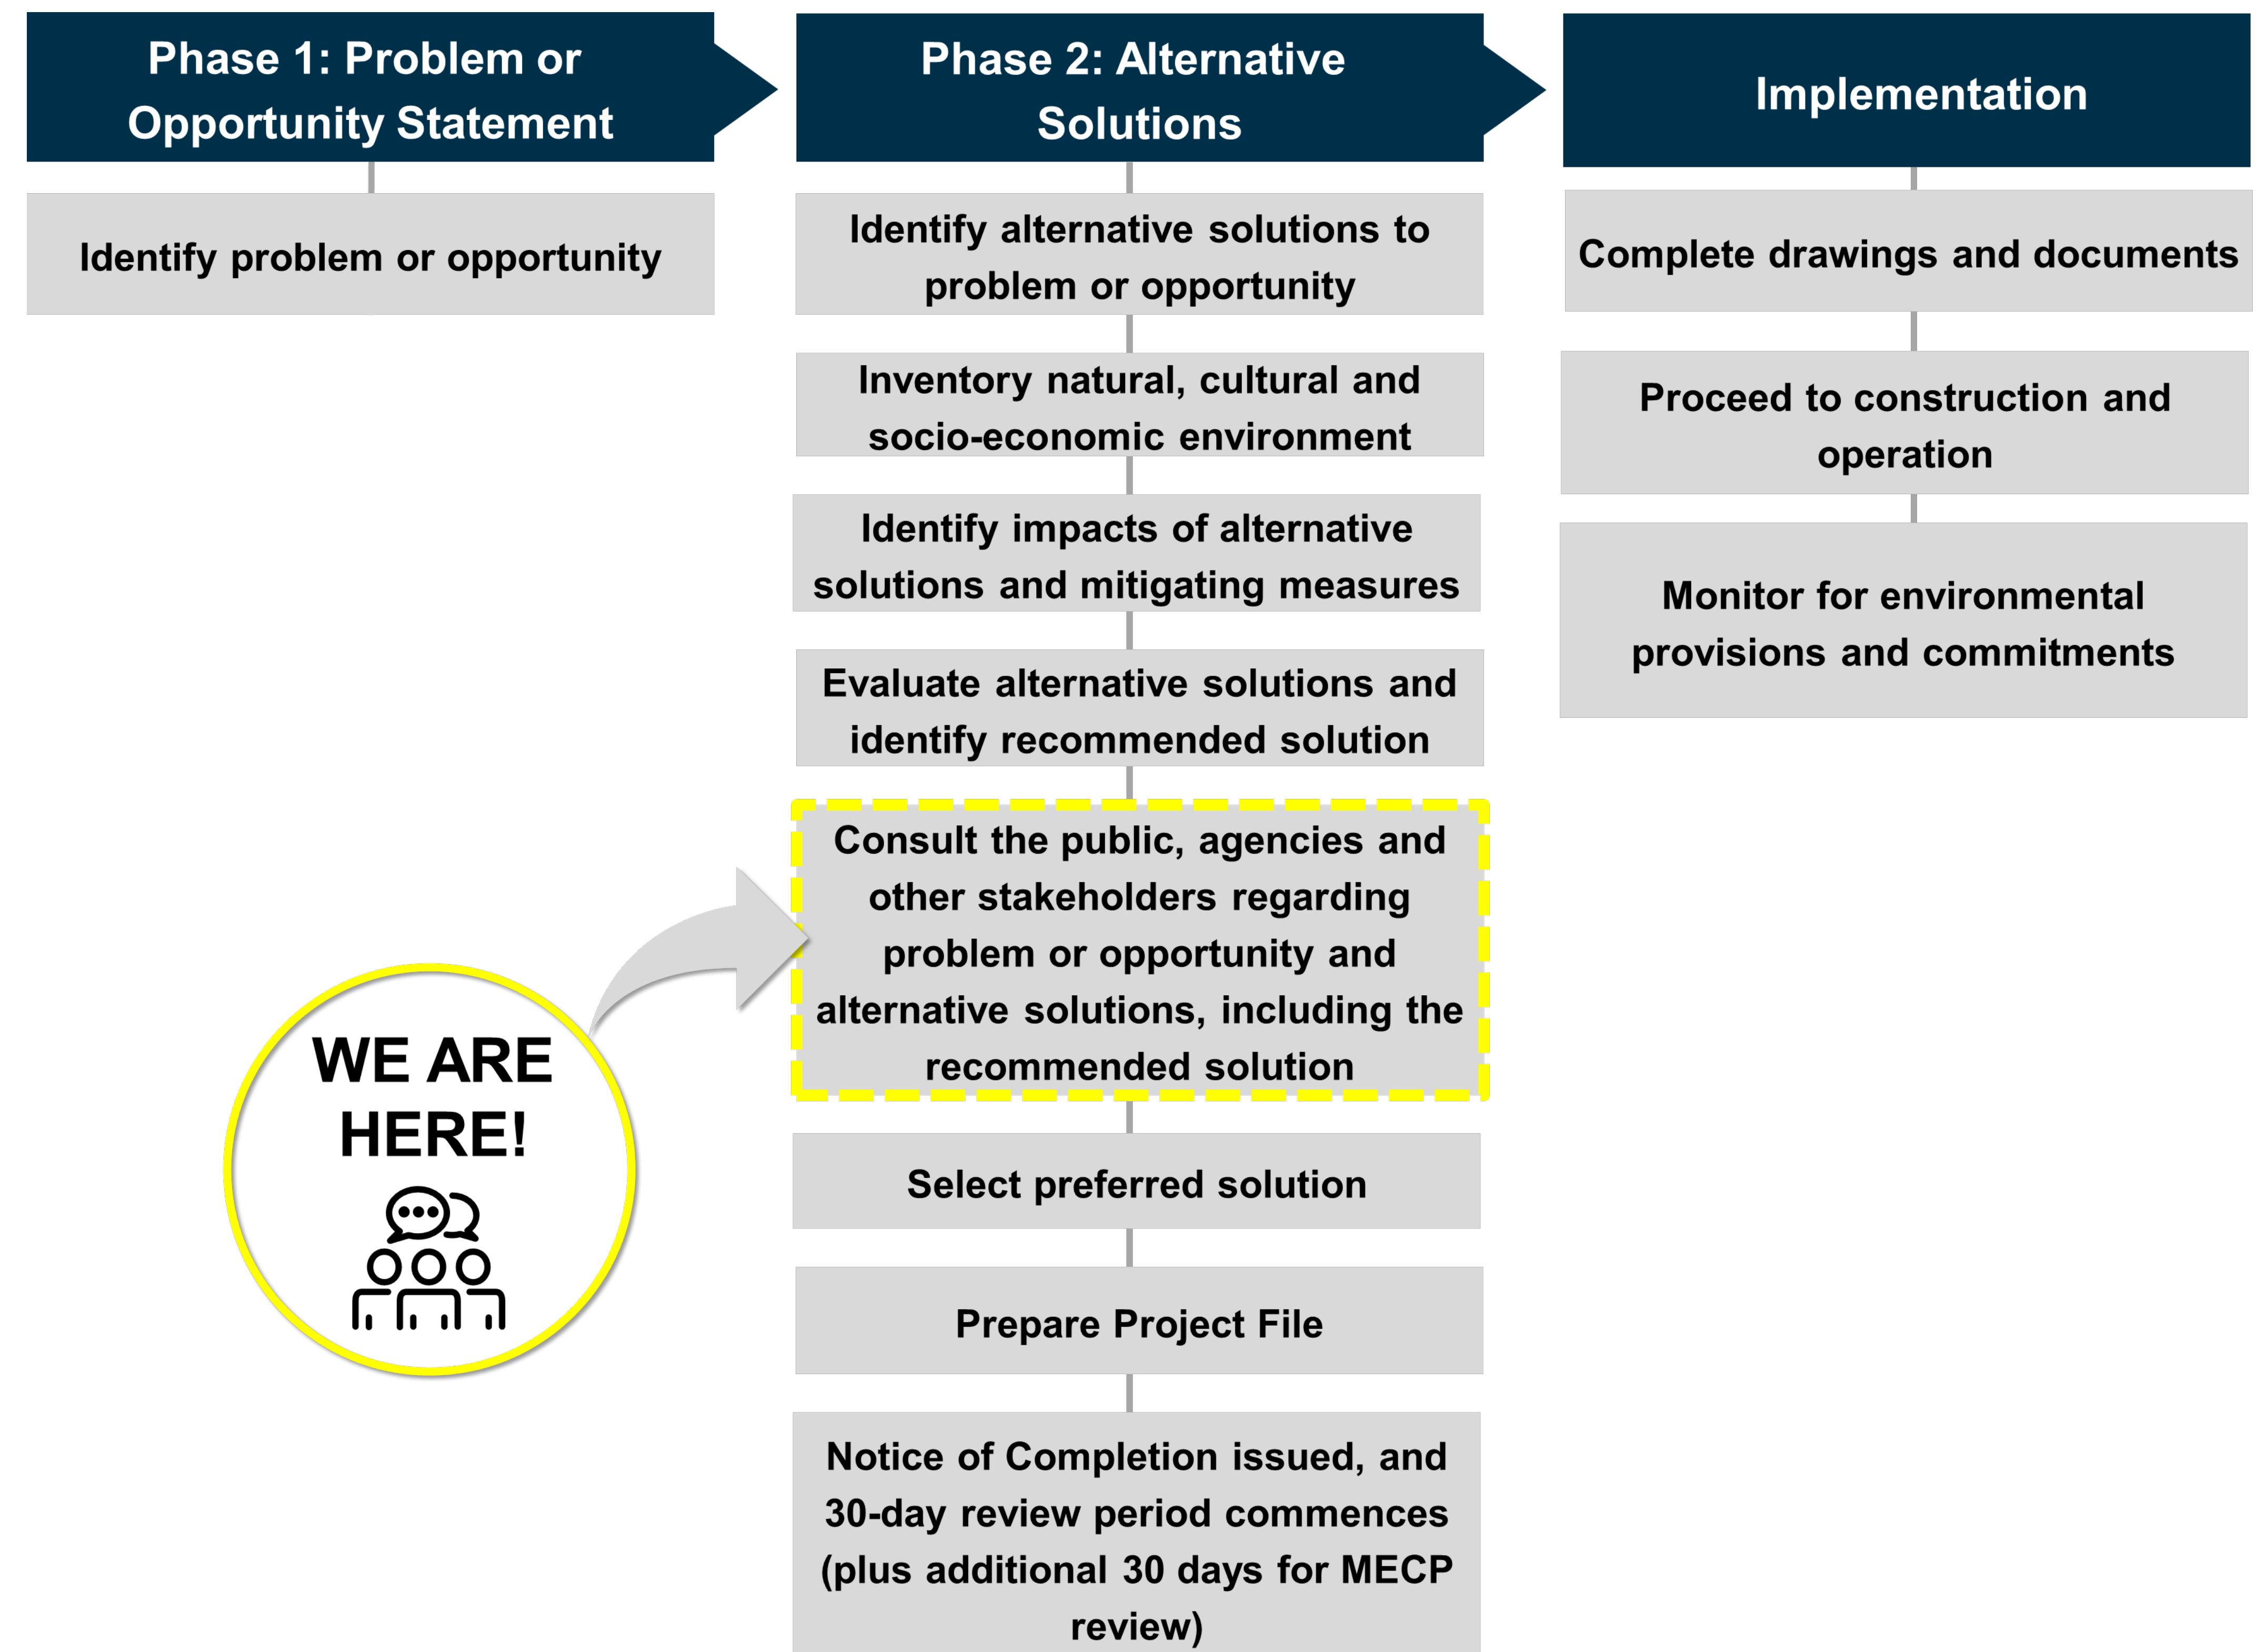 Phase 1: Problem or
Opportunity Statement
Identify problem or opportunity
Phase 2: Alternative
Solutions
Identify alternative solutions to
problem or opportunity
Inventory natural, cultural and
socio-economic environment
Identify impacts of alternative
solutions and mitigating measures
Evaluate alternative solutions and
identify recommended solution
Consult the public, agencies and
other stakeholders regarding
problem or opportunity and
alternative solutions, including the
recommended solution
Select preferred solution
Prepare Project File
Notice of Completion issued, and
30-day review period commences
(plus additional 30 days for MECP
review)
Implementation
Complete drawings and documents
Proceed to construction and
operation
Monitor for environmental
provisions and commitments
WE ARE
HERE!